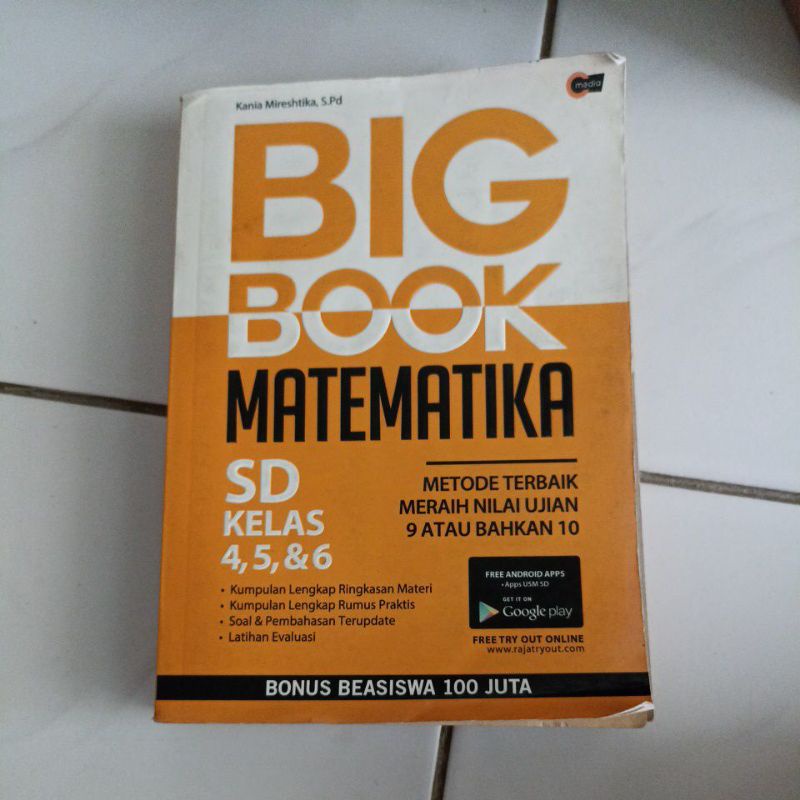 Kania Mireshtika, S.Pd
media
BIG
BOOK
MATEMATIKA
SD
KELAS
4, 5, & 6
METODE TERBAIK
MERAIH NILAI UJIAN
9 ATAU BAHKAN 10
• Kumpulan Lengkap Ringkasan Materi
• Kumpulan Lengkap Rumus Praktis
• Soal & Pembahasan Terupdate
• Latihan Evaluasi
FREE ANDROID APPS
• Apps USM SD
GET IT ON
Google play
FREE TRY OUT ONLINE
www.rajatryout.com
BONUS BEASISWA 100 JUTA